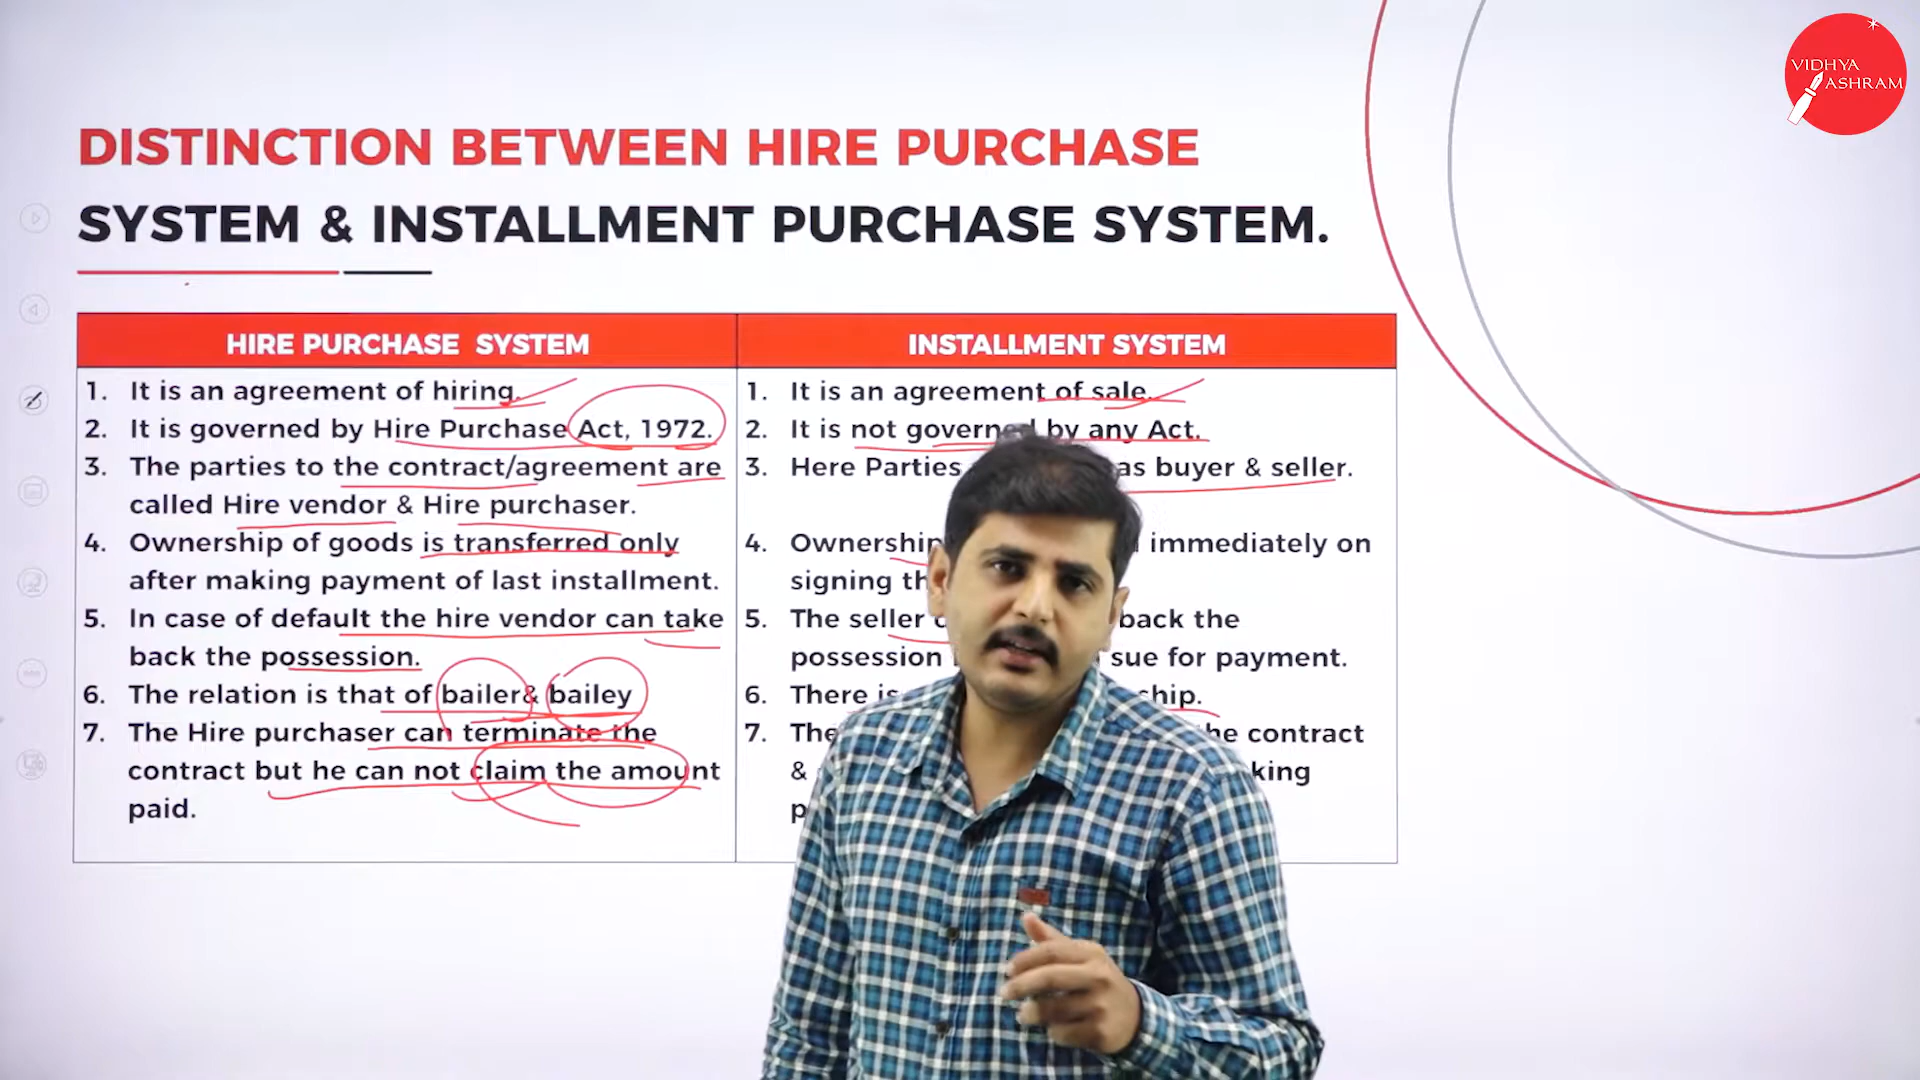 VIDHYA
ASHRAM
DISTINCTION BETWEEN HIRE PURCHASE
SYSTEM & INSTALLMENT PURCHASE SYSTEM.
HIRE PURCHASE SYSTEM
1. It is an agreement of hiring.
2. It is governed by Hire Purchase Act, 1972.
3. The parties to the contract/agreement are
called Hire vendor & Hire purchaser.
4. Ownership of goods is transferred only
after making payment of last installment.
5. In case of default the hire vendor can take
back the possession.
6. The relation is that of bailer& bailey
7. The Hire purchaser can terminate the
contract but he can not claim the amount
paid.
INSTALLMENT SYSTEM
1. It is an agreement of sale.
2. It is not governed by any Act.
3. Here Parties as buyer & seller.
4. Ownership immediately on
signing
5. The seller back the
possession sue for payment.
6. There
7. contract
&